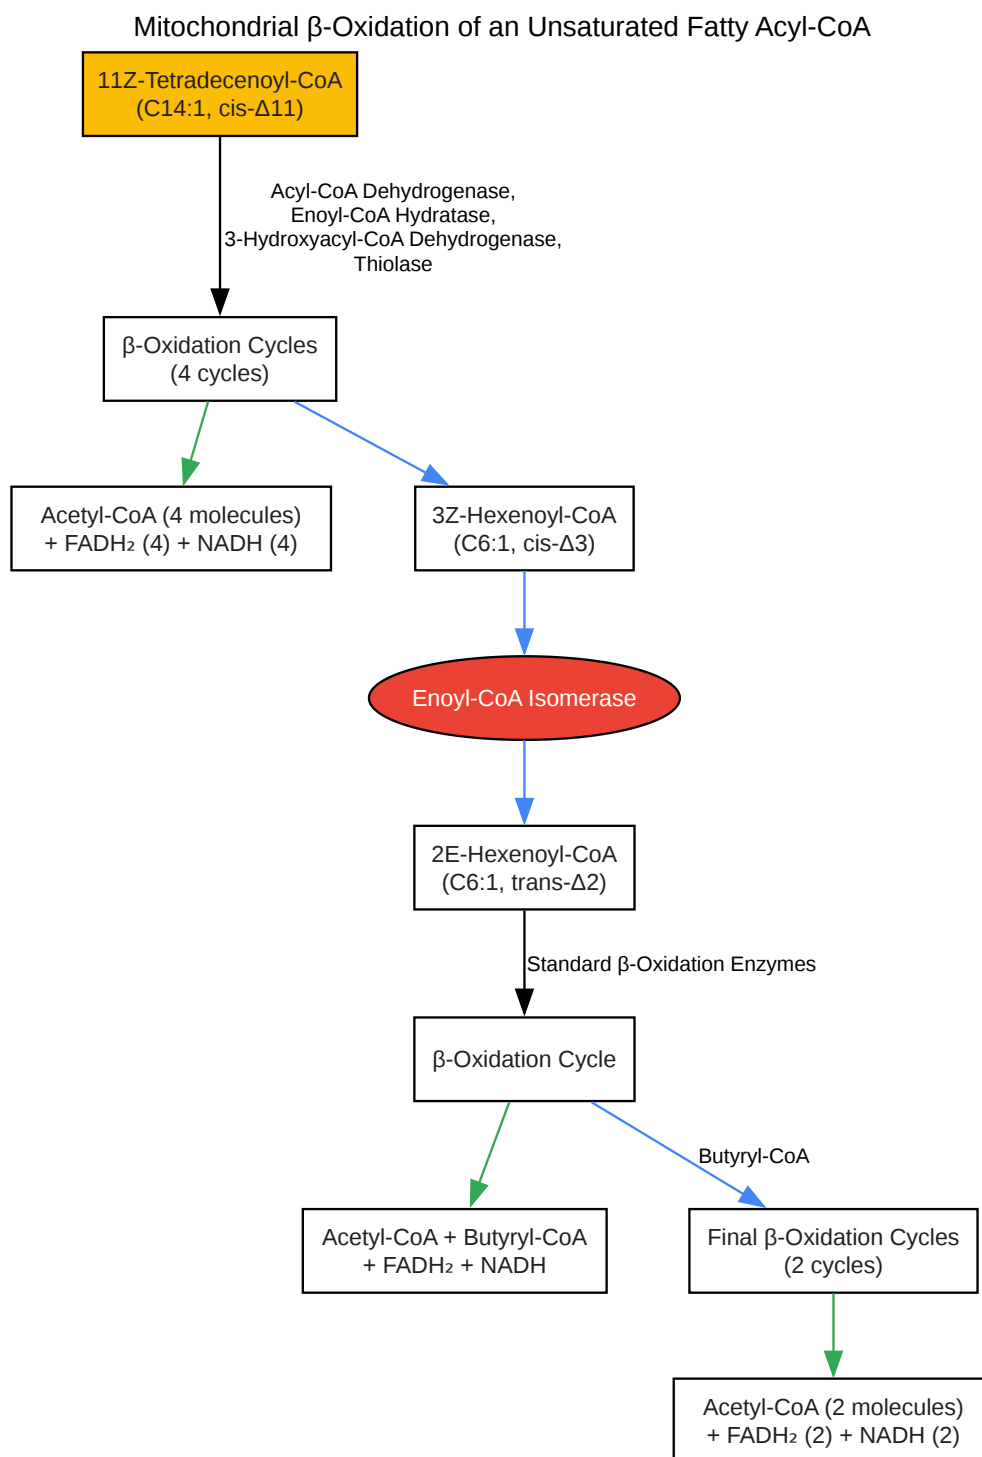 Mitochondrial β-Oxidation of an Unsaturated Fatty Acyl-CoA
11Z-Tetradecenoyl-CoA
(C14:1, cis-Δ11)
Acyl-CoA Dehydrogenase,
Enoyl-CoA Hydratase,
3-Hydroxyacyl-CoA Dehydrogenase,
Thiolase
β-Oxidation Cycles
(4 cycles)
Acetyl-CoA (4 molecules)
+ FADH₂ (4) + NADH (4)
3Z-Hexenoyl-CoA
(C6:1, cis-Δ3)
Enoyl-CoA Isomerase
2E-Hexenoyl-CoA
(C6:1, trans-Δ2)
Standard β-Oxidation Enzymes
β-Oxidation Cycle
Butyryl-CoA
Acetyl-CoA + Butyryl-CoA
+ FADH₂ + NADH
Final β-Oxidation Cycles
(2 cycles)
Acetyl-CoA (2 molecules)
+ FADH₂ (2) + NADH (2)